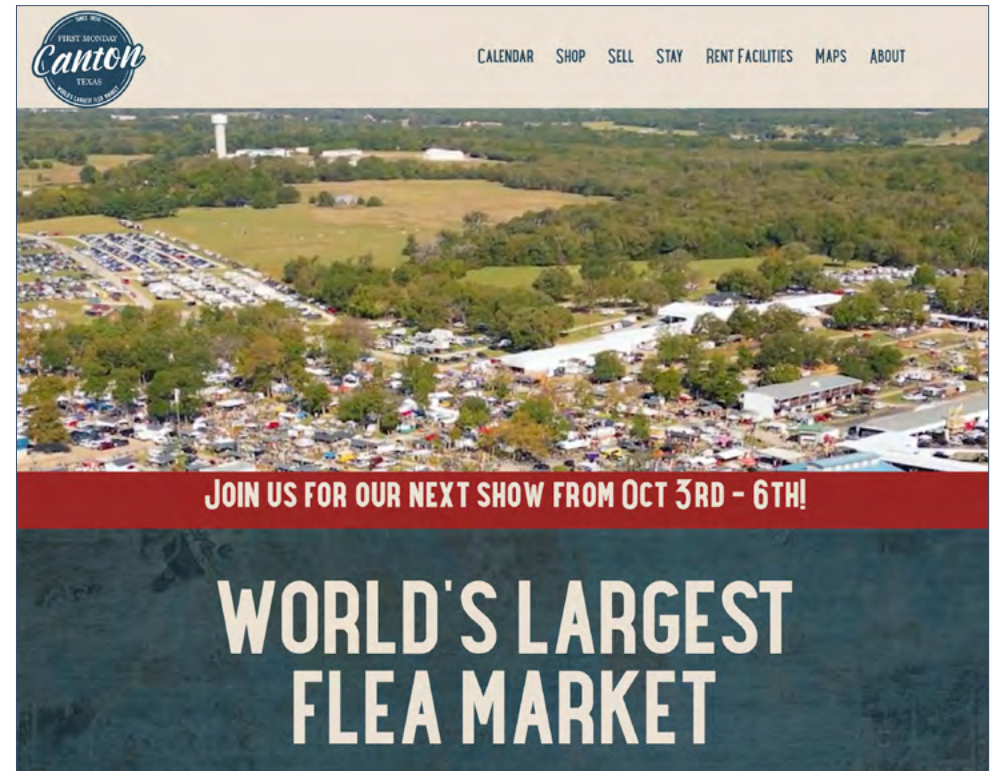 SINCE 1850
FIRST MONDAY
Canton
TEXAS
WORLD'S LARGEST FLEA MARKET
CALENDAR SHOP SELL STAY RENT FACILITIES MAPS ABOUT
JOIN US FOR OUR NEXT SHOW FROM OCT 3RD - 6TH!
WORLD'S LARGEST
FLEA MARKET